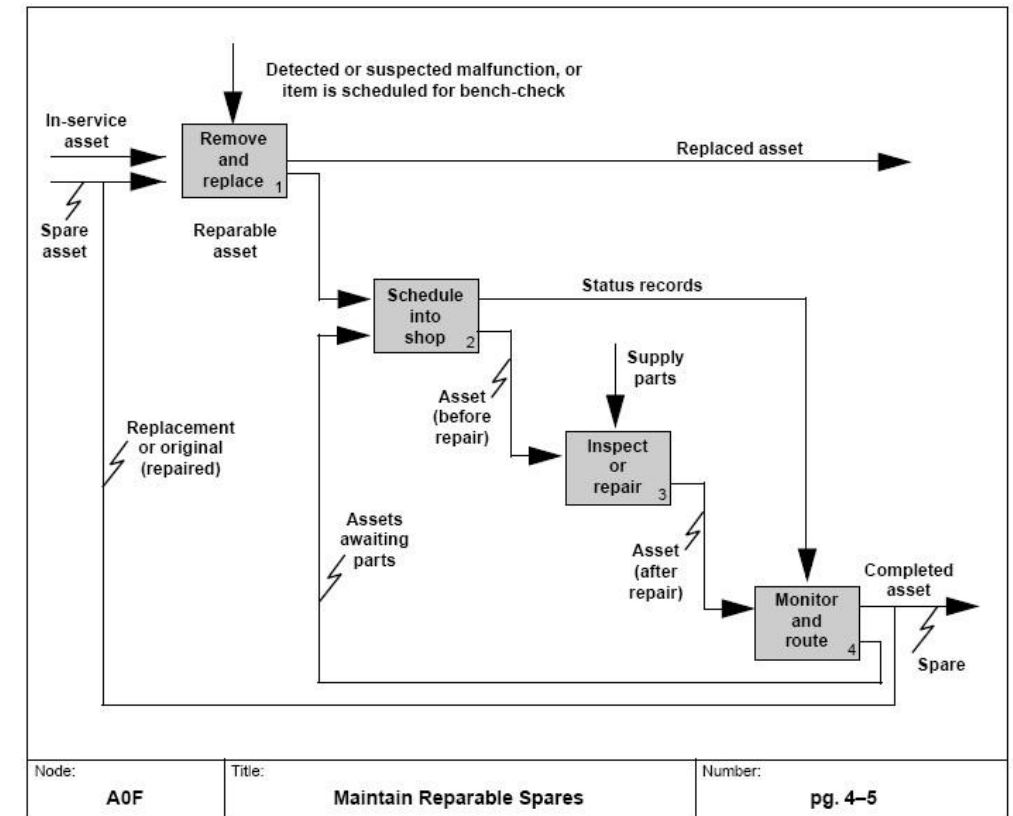 Detected or suspected malfunction, or
item is scheduled for bench-check
In-service
asset
Remove
and
replace 1
Replaced asset
Spare
asset
Reparable
asset
Schedule
into
shop 2
Status records
Supply
parts
Asset
(before
repair)
Replacement
or original
(repaired)
Inspect
or
repair 3
Assets
awaiting
parts
Asset
(after
repair)
Completed
asset
Monitor
and
route 4
Spare
Node:
A0F
Title:
Maintain Reparable Spares
Number:
pg. 4–5